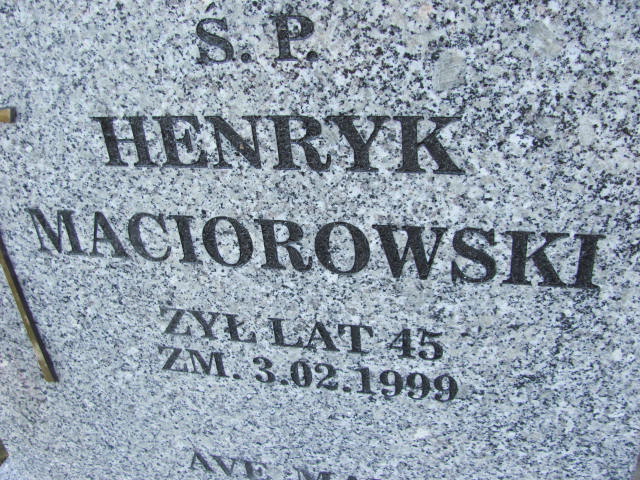 Ś. P.
HENRYK
MACIOROWSKI
ŻYŁ LAT 45
ZM. 3.02.1999
AVE